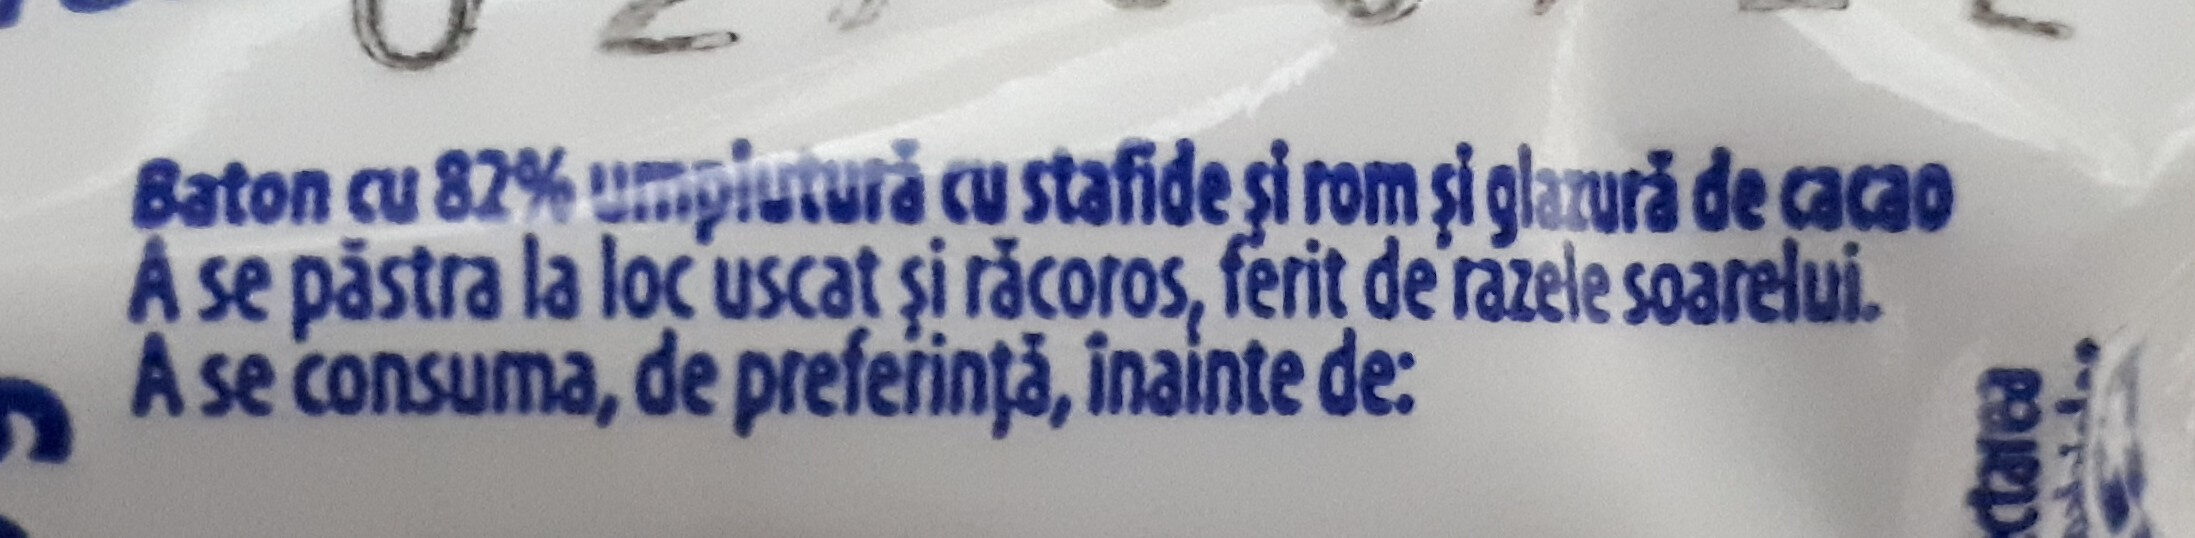 Baton cu 82% umplutură cu stafide și rom și glazură de cacao
A se păstra la loc uscat și răcoros, ferit de razele soarelui.
A se consuma, de preferință, înainte de: